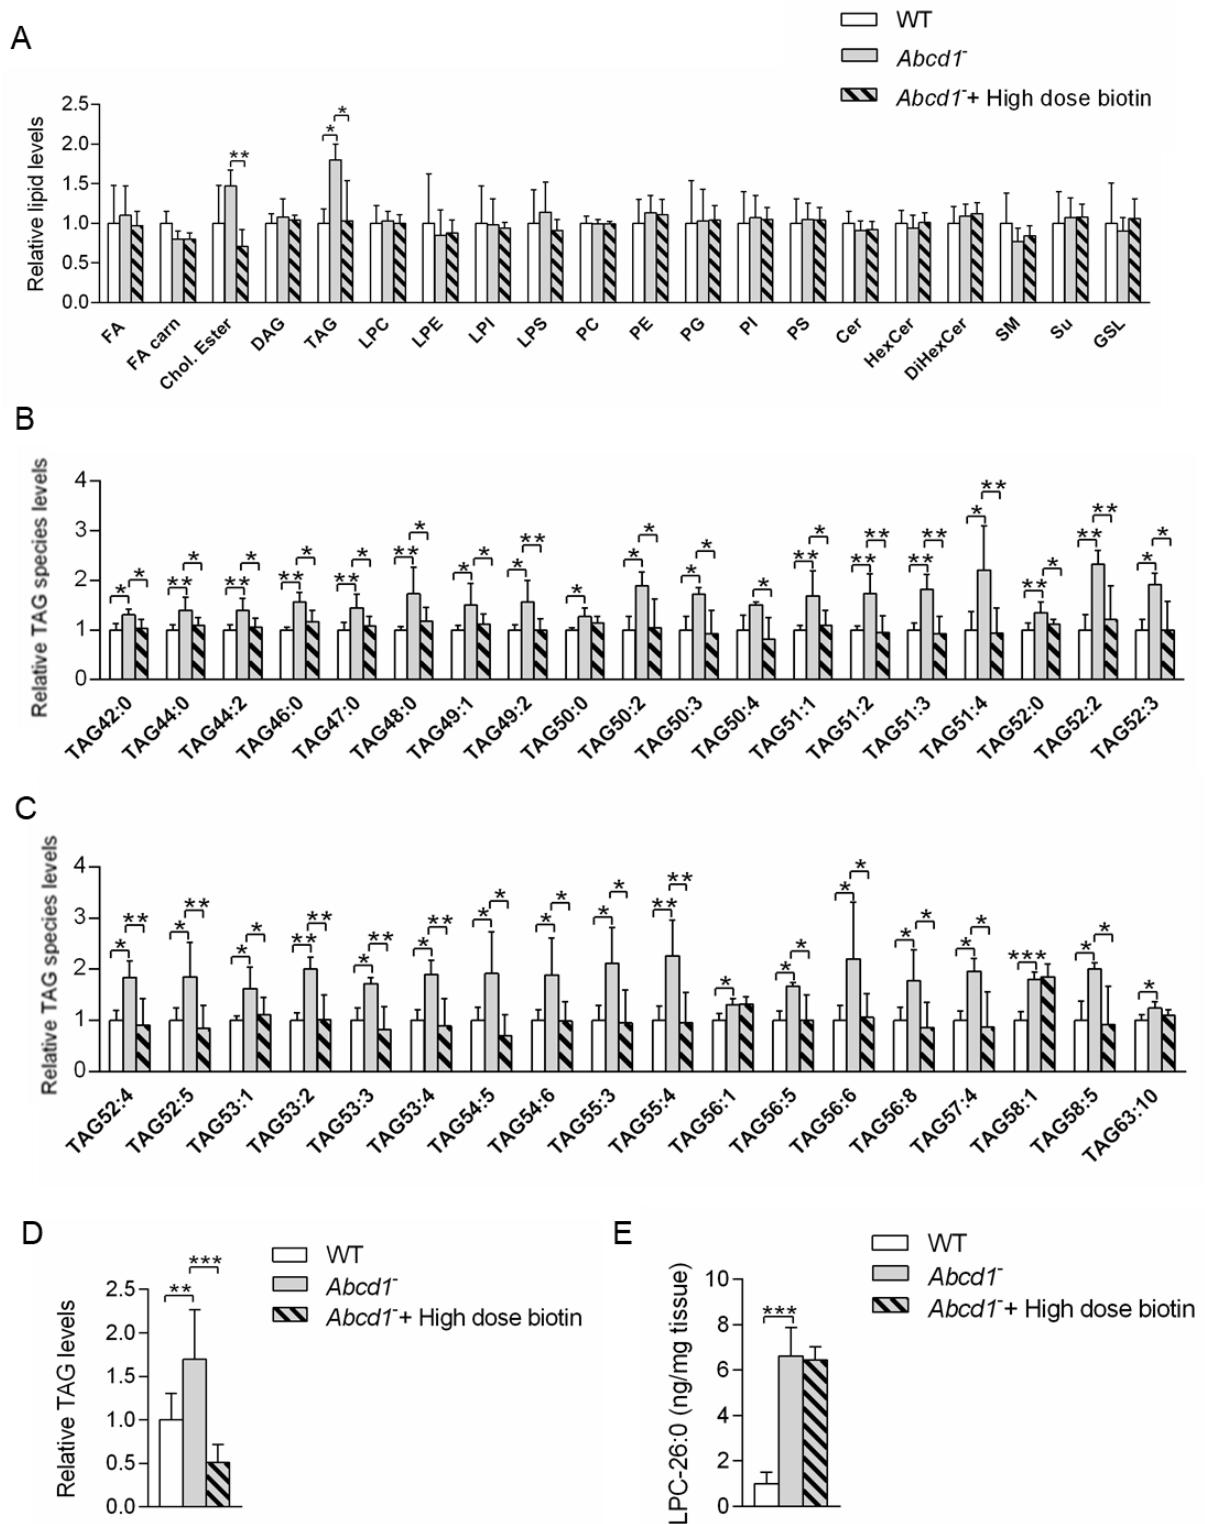 A
WT
Abcd1-
Abcd1-+ High dose biotin
Relative lipid levels
2.5
2.0
1.5
1.0
0.5
0.0
**
*
*
FA
FA carn
Chol. Ester
DAG
TAG
LPC
LPE
LPI
LPS
PC
PE
PG
PI
PS
Cer
HexCer
DiHexCer
SM
Su
GSL
B
Relative TAG species levels
4
3
2
1
0
* *
** *
** *
** *
** *
** *
* *
* **
*
* *
* *
*
** *
** **
** **
* **
** *
** **
* *
TAG42:0
TAG44:0
TAG44:2
TAG46:0
TAG47:0
TAG48:0
TAG49:1
TAG49:2
TAG50:0
TAG50:2
TAG50:3
TAG50:4
TAG51:1
TAG51:2
TAG51:3
TAG51:4
TAG52:0
TAG52:2
TAG52:3
C
Relative TAG species levels
4
3
2
1
0
* **
* **
* *
** **
* **
* **
* *
* *
* *
** **
*
* *
* *
* *
* *
***
* *
*
TAG52:4
TAG52:5
TAG53:1
TAG53:2
TAG53:3
TAG53:4
TAG54:5
TAG54:6
TAG55:3
TAG55:4
TAG56:1
TAG56:5
TAG56:6
TAG56:8
TAG57:4
TAG58:1
TAG58:5
TAG63:10
D
WT
Abcd1-
Abcd1-+ High dose biotin
Relative TAG levels
2.5
2.0
1.5
1.0
0.5
0.0
** ***
E
WT
Abcd1-
Abcd1-+ High dose biotin
LPC-26:0 (ng/mg tissue)
10
8
6
4
2
0
***